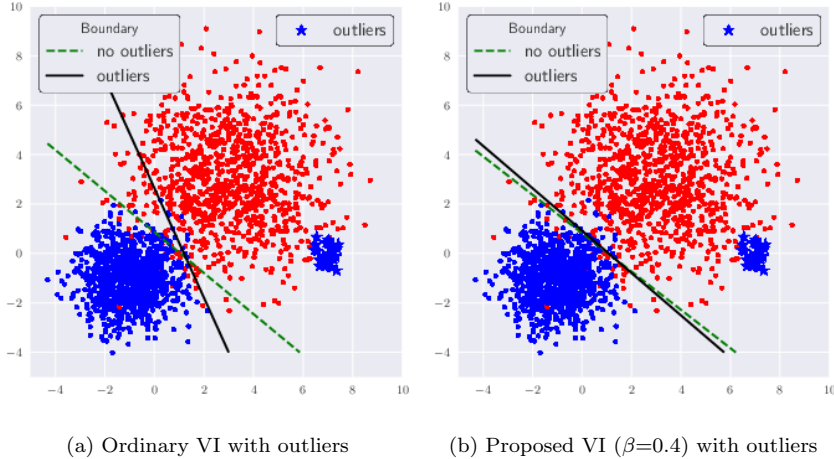 Boundary
no outliers
outliers
outliers
10
8
6
4
2
0
−2
−4
−4 −2 0 2 4 6 8 10
(a) Ordinary VI with outliers
Boundary
no outliers
outliers
outliers
10
8
6
4
2
0
−2
−4
−4 −2 0 2 4 6 8 10
(b) Proposed VI (β=0.4) with outliers